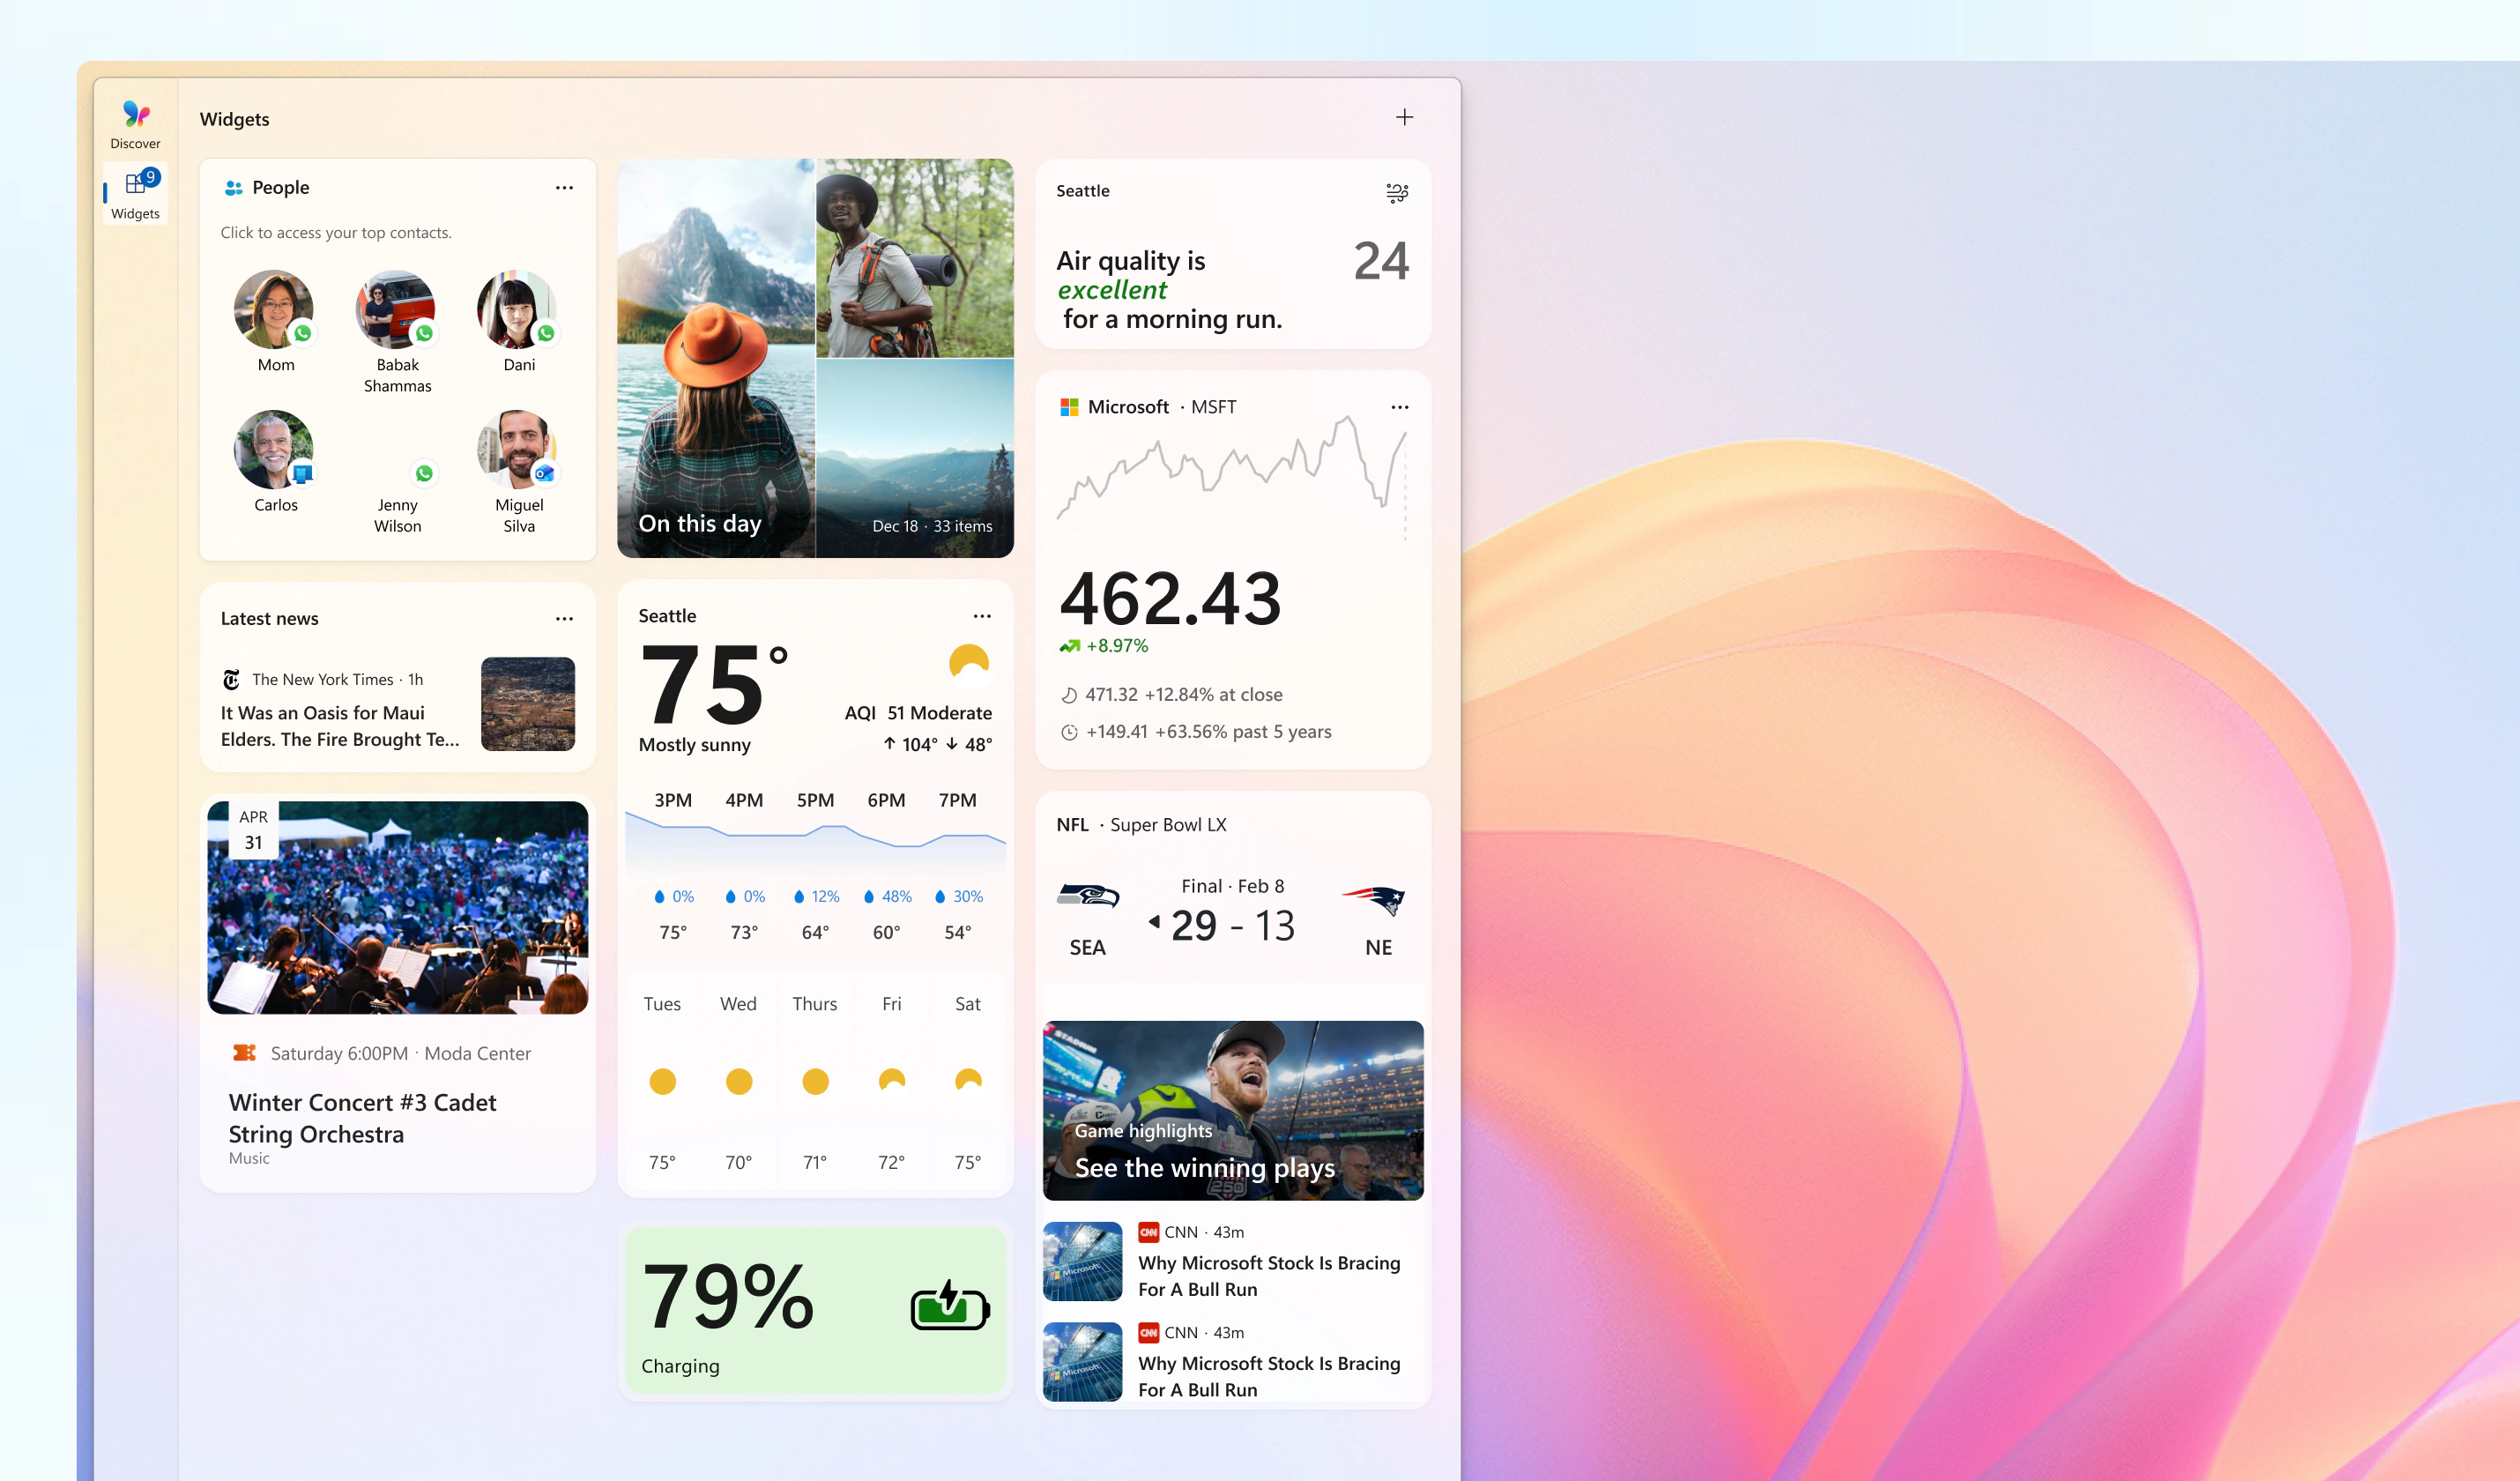 Discover
9
Widgets
Widgets
People
Click to access your top contacts.
Mom
Babak
Shammas
Dani
Carlos
Jenny
Wilson
Miguel
Silva
Latest news
The New York Times · 1h
It Was an Oasis for Maui
Elders. The Fire Brought Te...
APR
31
Saturday 6:00PM · Moda Center
Winter Concert #3 Cadet
String Orchestra
Music
On this day
Dec 18 · 33 items
Seattle
75°
Mostly sunny
AQI 51 Moderate
↑ 104° ↓ 48°
3PM 4PM 5PM 6PM 7PM
0% 0% 12% 48% 30%
75° 73° 64° 60° 54°
Tues Wed Thurs Fri Sat
75° 70° 71° 72° 75°
79%
Charging
Seattle
Air quality is
excellent
for a morning run.
24
Microsoft · MSFT
462.43
+8.97%
471.32 +12.84% at close
+149.41 +63.56% past 5 years
NFL · Super Bowl LX
Final · Feb 8
29 - 13
SEA
NE
Game highlights
See the winning plays
CNN CNN · 43m
Why Microsoft Stock Is Bracing
For A Bull Run
Microsoft
CNN CNN · 43m
Why Microsoft Stock Is Bracing
For A Bull Run
Microsoft